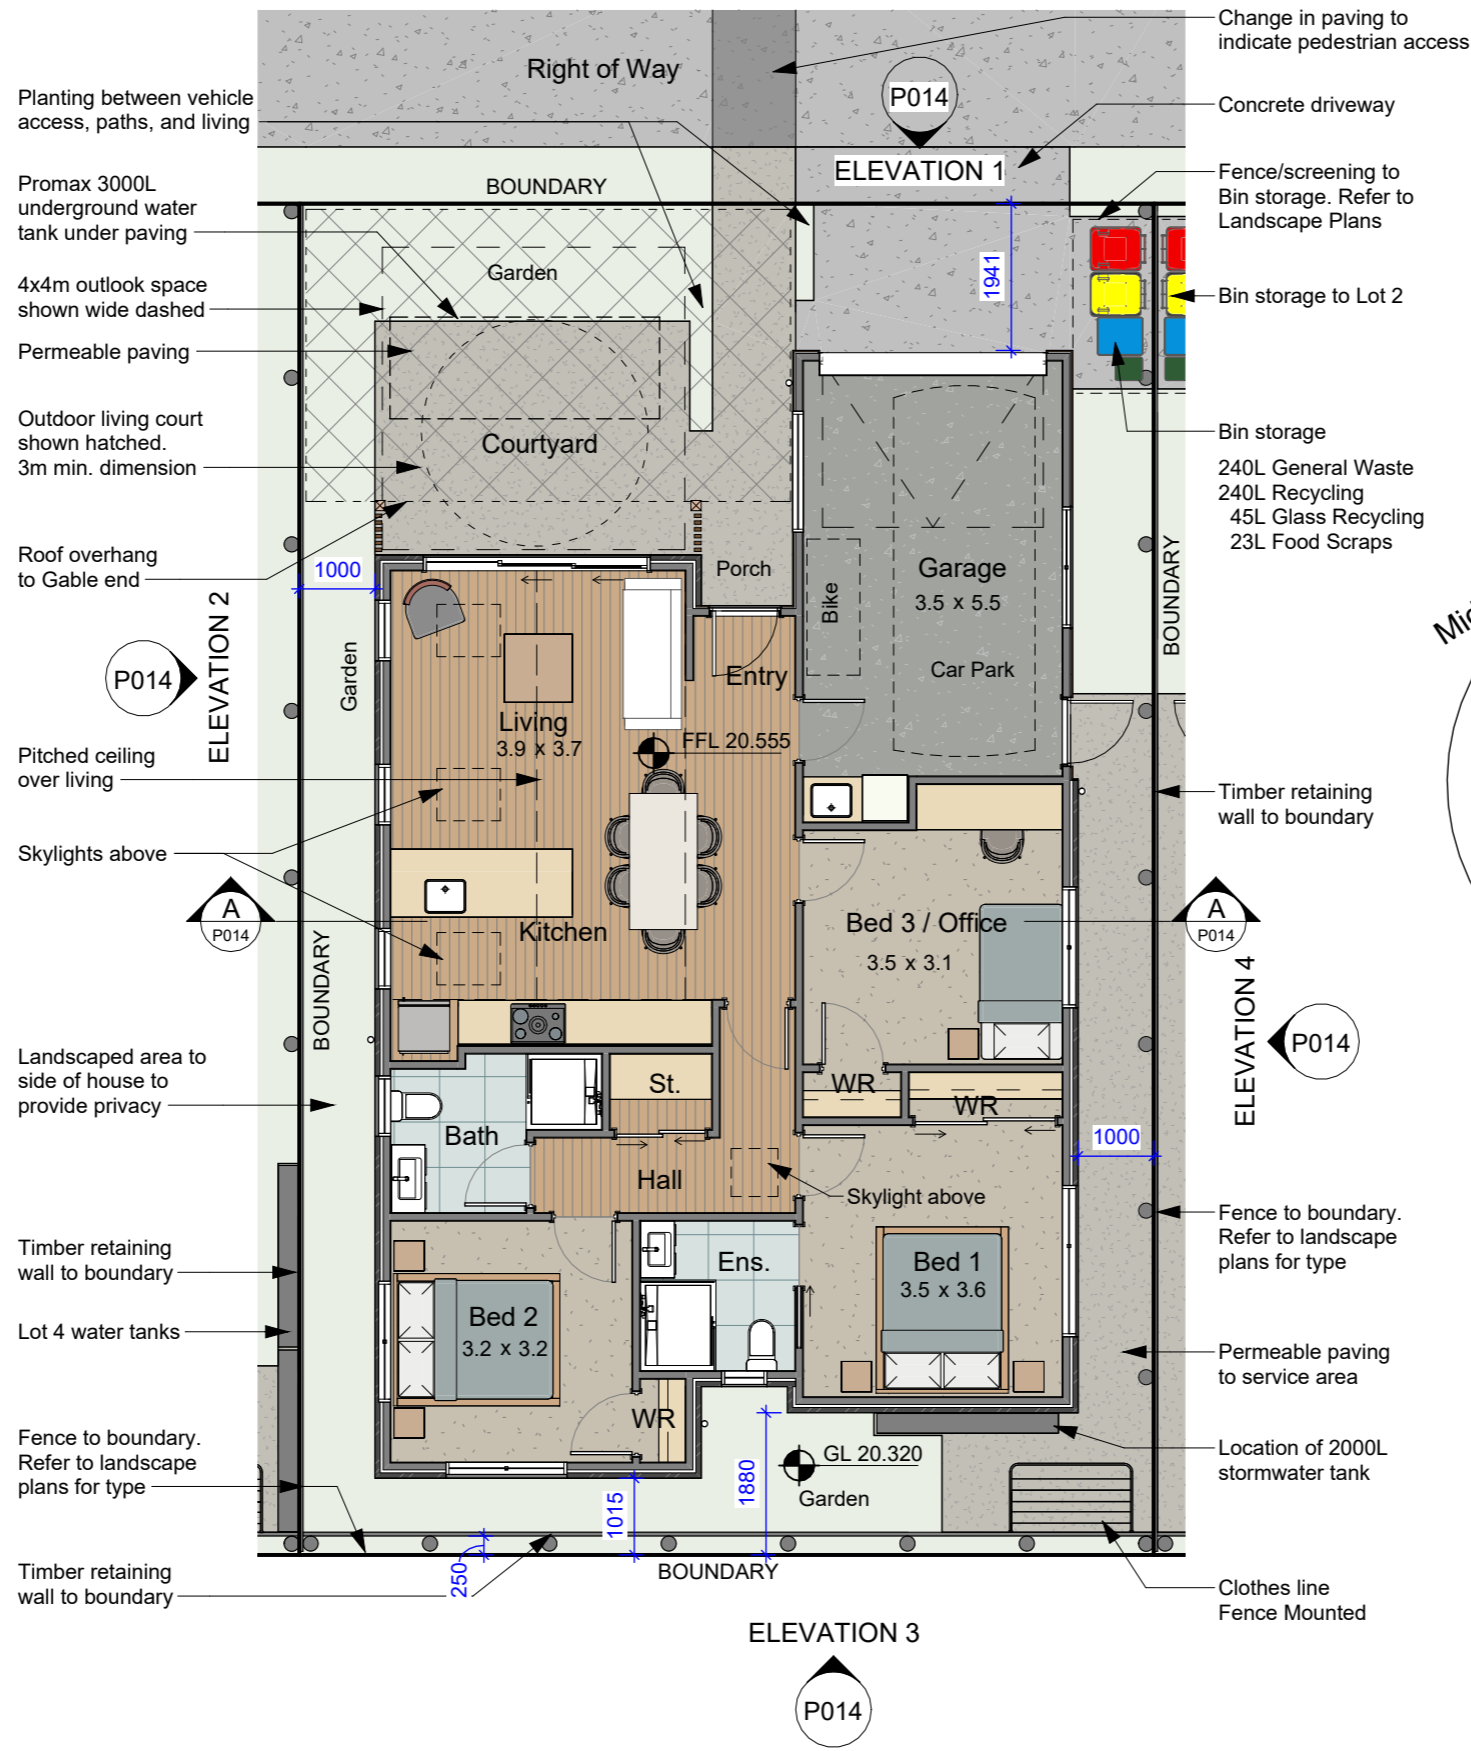 Change in paving to
indicate pedestrian access
Right of Way
P014
Planting between vehicle
access, paths, and living
Concrete driveway
ELEVATION 1
BOUNDARY
Promax 3000L
underground water
tank under paving
Fence/screening to
Bin storage. Refer to
Landscape Plans
Garden
1941
4x4m outlook space
shown wide dashed
Bin storage to Lot 2
Permeable paving
Outdoor living court
shown hatched.
3m min. dimension
Courtyard
Bin storage
240L General Waste
240L Recycling
45L Glass Recycling
23L Food Scraps
Roof overhang
to Gable end
1000
Porch
Garage
3.5 x 5.5
Bike
Car Park
BOUNDARY
ELEVATION 2
P014
Garden
Entry
Living
3.9 x 3.7
FFL 20.555
Pitched ceiling
over living
Timber retaining
wall to boundary
Skylights above
A
P014
Kitchen
Bed 3 / Office
3.5 x 3.1
A
P014
BOUNDARY
ELEVATION 4
P014
Landscaped area to
side of house to
provide privacy
St.
WR
WR
Bath
1000
Hall
Skylight above
Fence to boundary.
Refer to landscape
plans for type
Timber retaining
wall to boundary
Ens.
Bed 1
3.5 x 3.6
Lot 4 water tanks
Bed 2
3.2 x 3.2
Permeable paving
to service area
WR
Fence to boundary.
Refer to landscape
plans for type
GL 20.320
Garden
1015
1880
Location of 2000L
stormwater tank
250
BOUNDARY
Timber retaining
wall to boundary
Clothes line
Fence Mounted
ELEVATION 3
P014